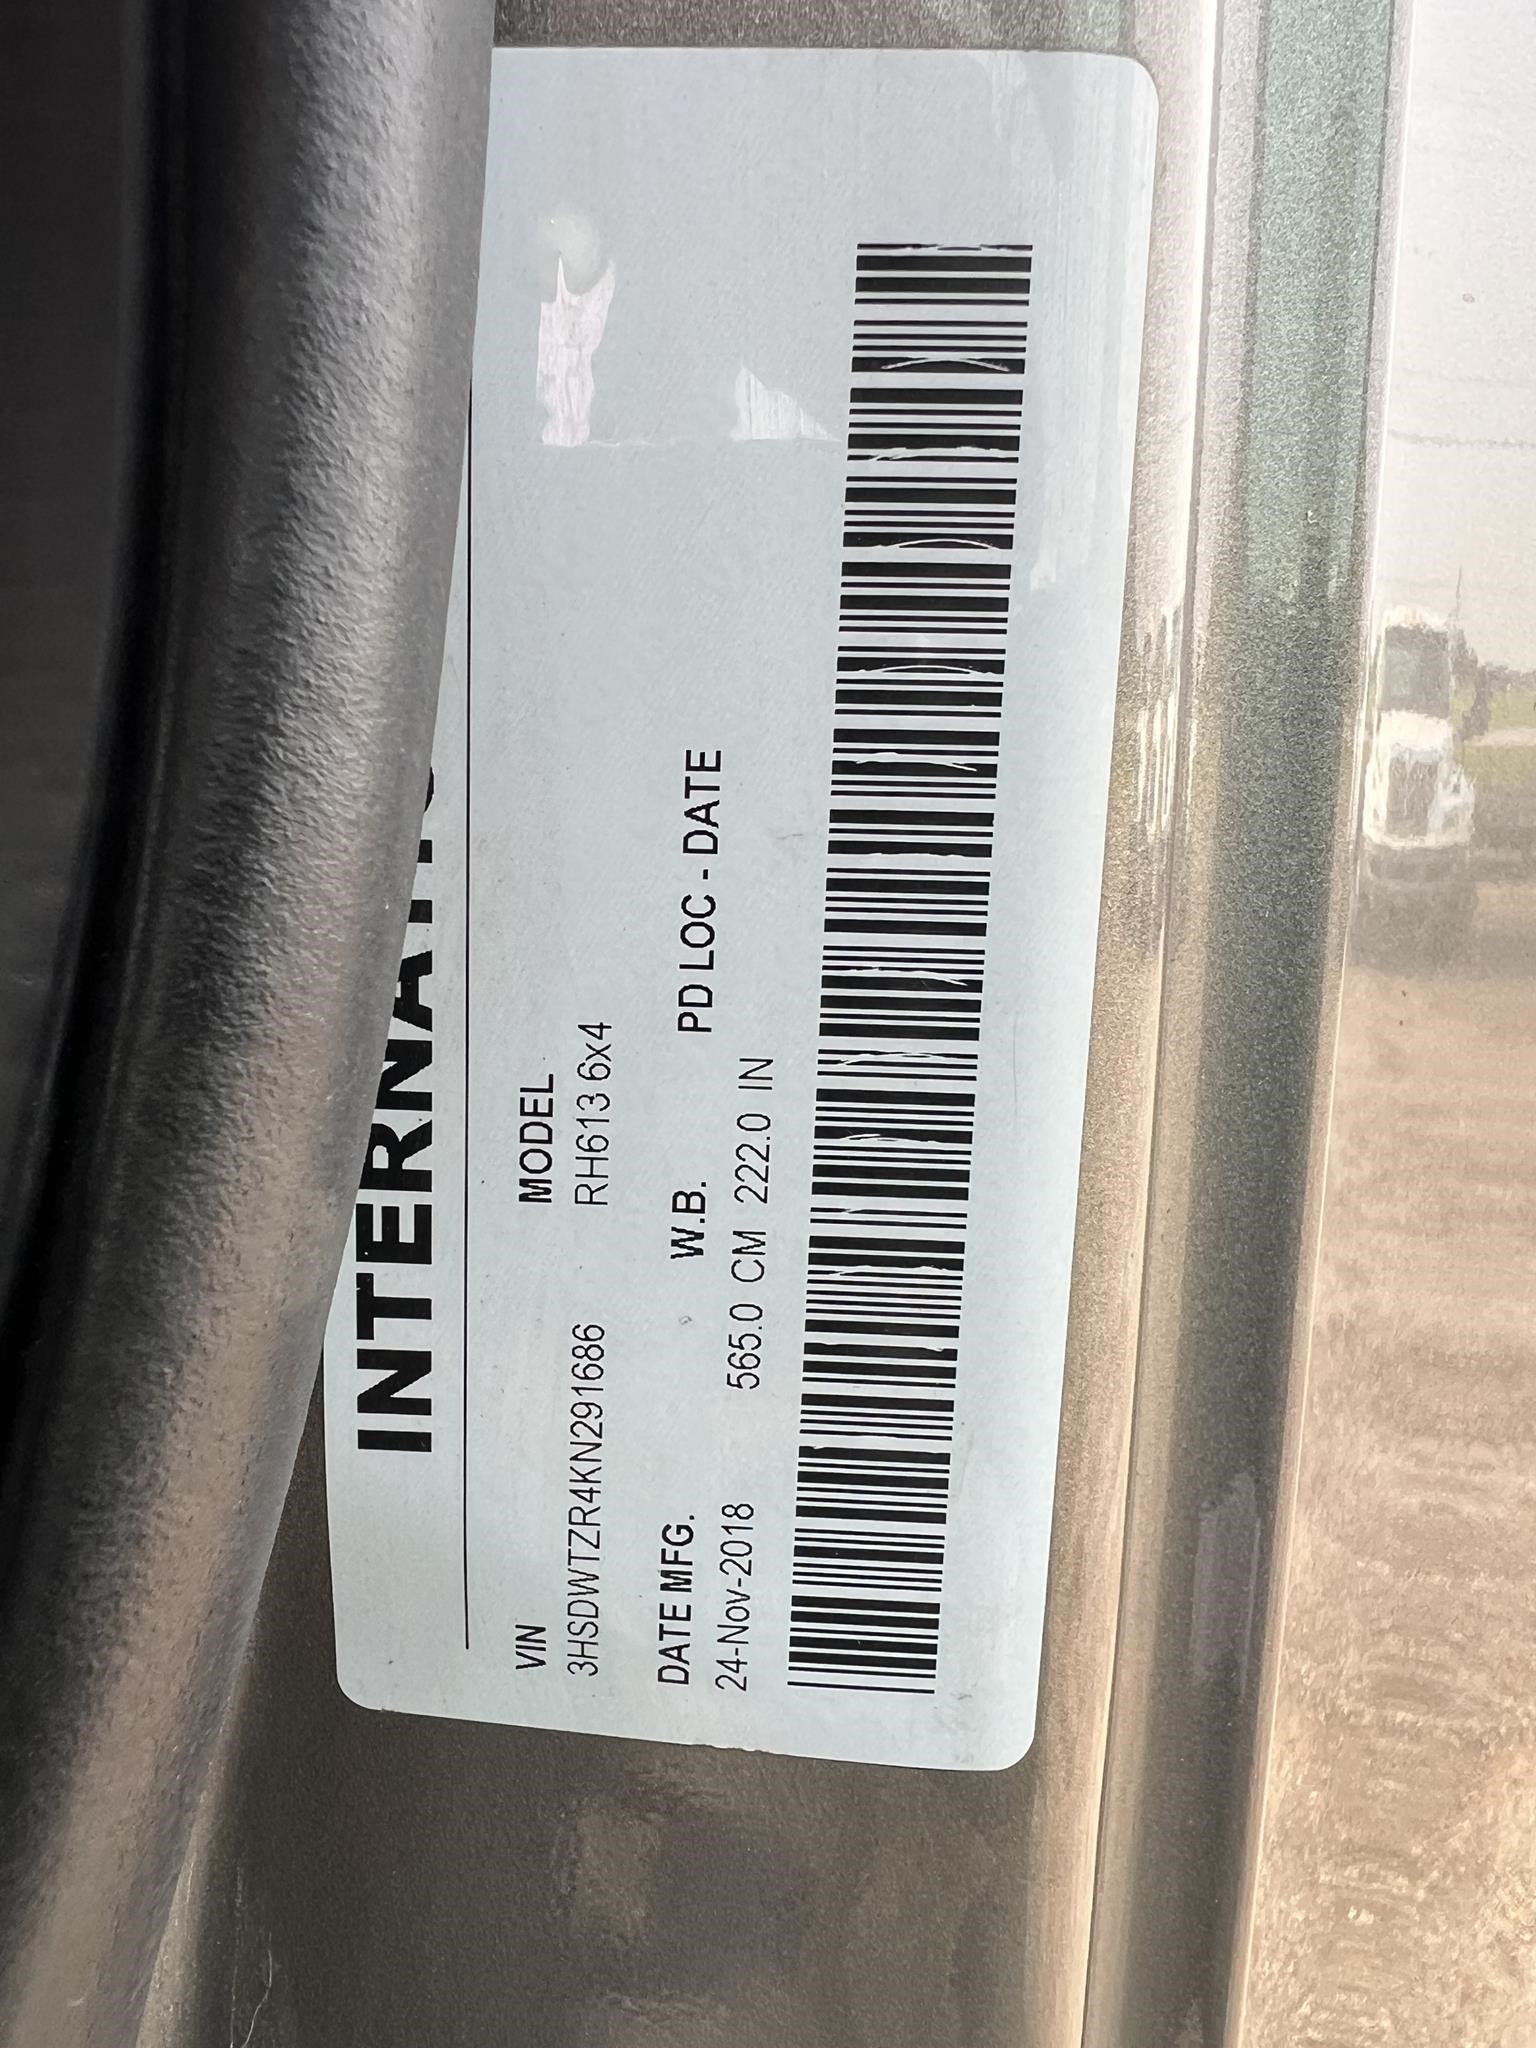 INTERNATIO
VIN MODEL
3HSDWTZR4KN291686 RH613 6x4
DATE MFG. W.B. PD LOC - DATE
24-Nov-2018 565.0 CM 222.0 IN